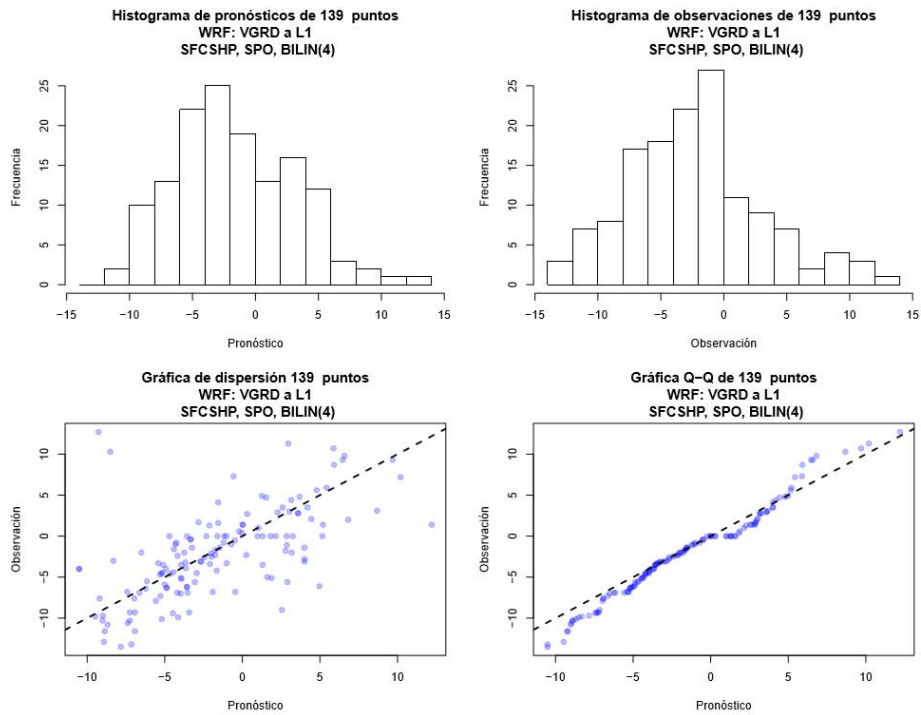 Histograma de pronósticos de 139 puntos
WRF: VGRD a L1
SFCSHP, SPO, BILIN(4)
Frecuencia
25
20
15
10
5
0
−15 −10 −5 0 5 10 15
Pronóstico
Histograma de observaciones de 139 puntos
WRF: VGRD a L1
SFCSHP, SPO, BILIN(4)
Frecuencia
25
20
15
10
5
0
−15 −10 −5 0 5 10 15
Observación
Gráfica de dispersión 139 puntos
WRF: VGRD a L1
SFCSHP, SPO, BILIN(4)
Observación
10
5
0
−5
−10
−10 −5 0 5 10
Pronóstico
Gráfica Q−Q de 139 puntos
WRF: VGRD a L1
SFCSHP, SPO, BILIN(4)
Observación
10
5
0
−5
−10
−10 −5 0 5 10
Pronóstico